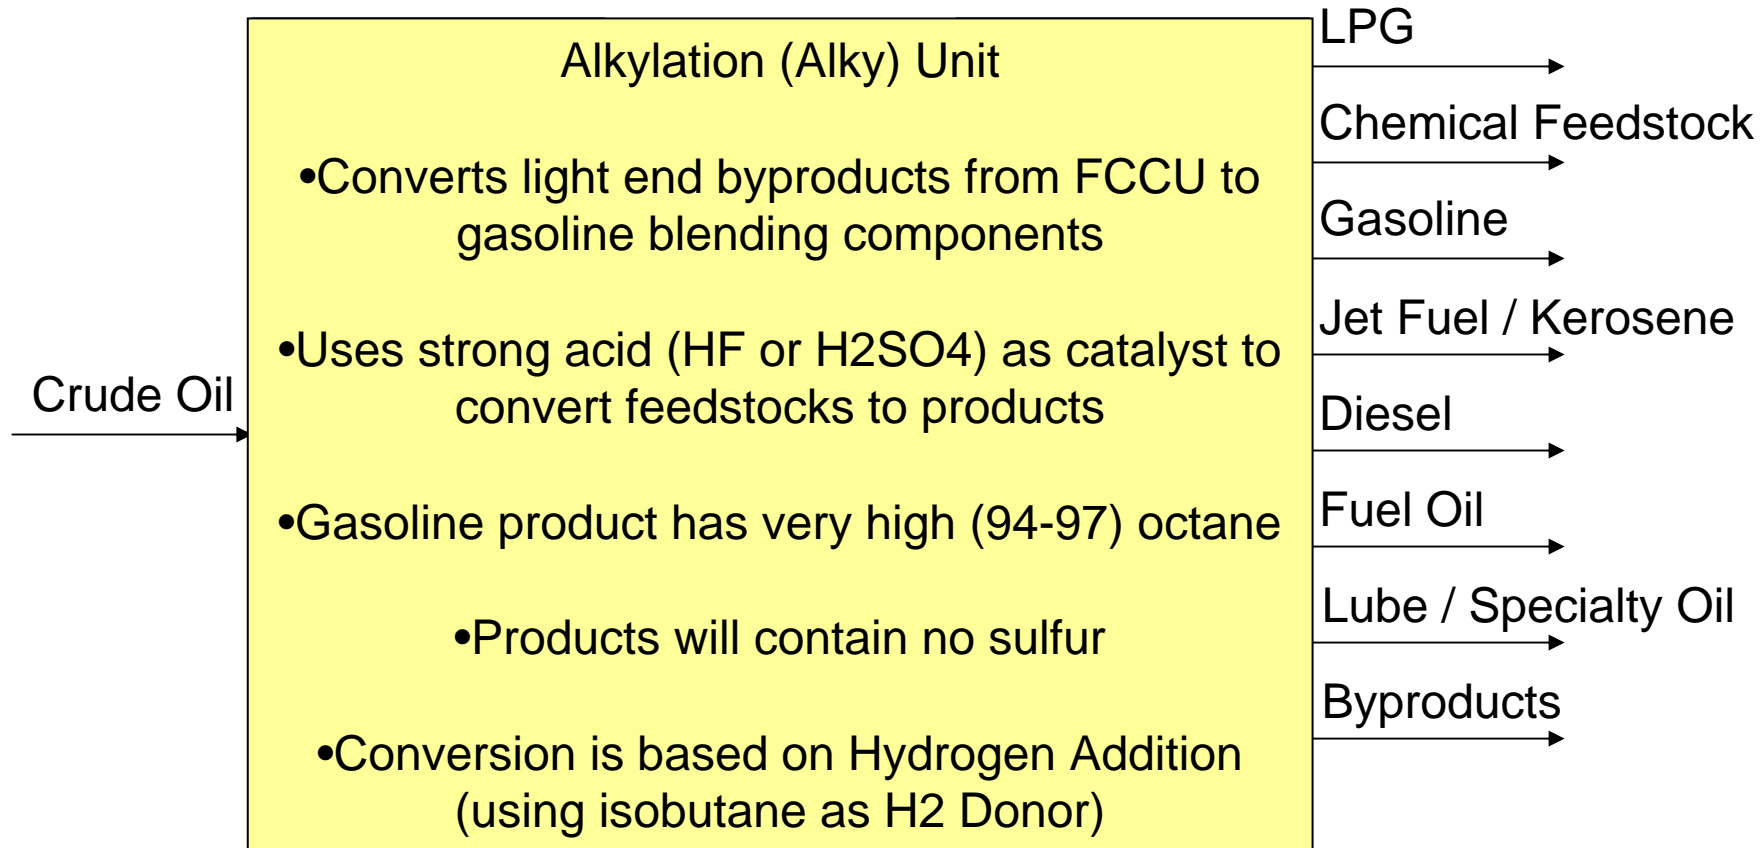 LPG
Alkylation (Alky) Unit
Chemical Feedstock
•Converts light end byproducts from FCCU to
gasoline blending components
Gasoline
Jet Fuel / Kerosene
•Uses strong acid (HF or H2SO4) as catalyst to
convert feedstocks to products
Crude Oil
Diesel
•Gasoline product has very high (94-97) octane
Fuel Oil
Lube / Specialty Oil
•Products will contain no sulfur
Byproducts
•Conversion is based on Hydrogen Addition
(using isobutane as H2 Donor)